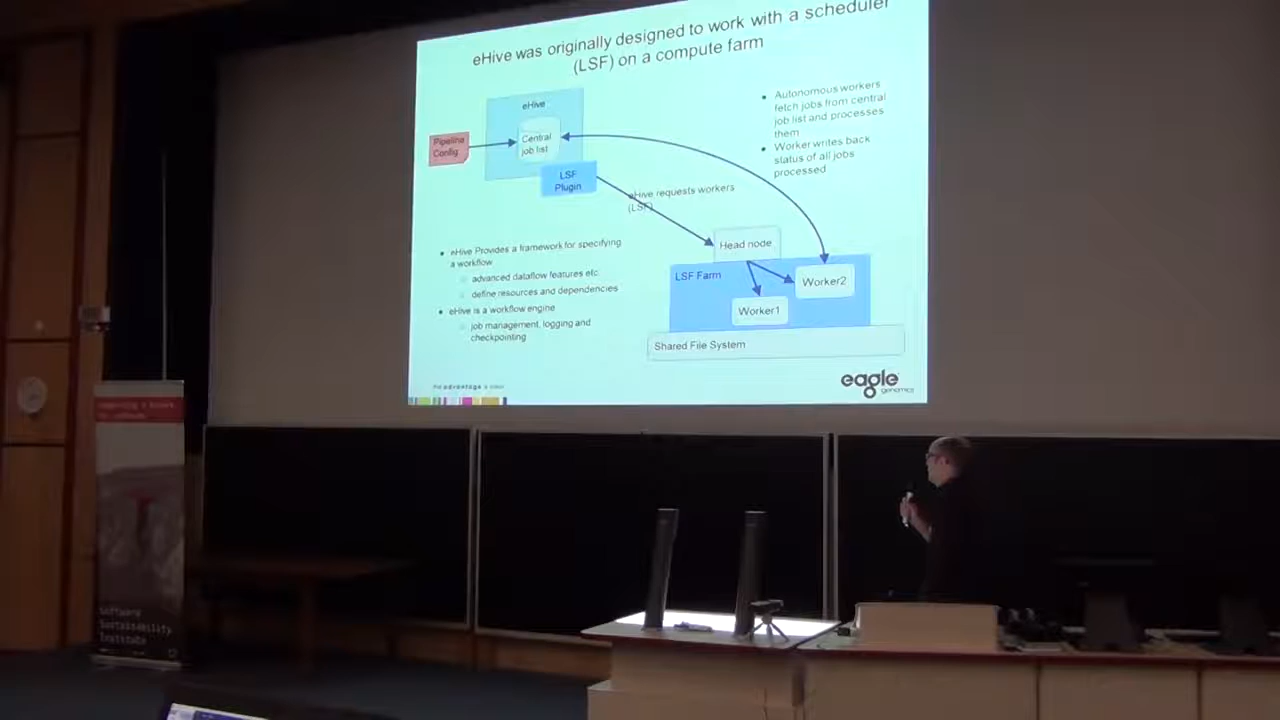 eHive was originally designed to work with a scheduler
(LSF) on a compute farm
eHive
Pipeline
Config
Central
job list
LSF
Plugin
eHive requests workers
(LSF)
Autonomous workers
fetch jobs from central
job list and processes
them
Worker writes back
status of all jobs
processed
eHive Provides a framework for specifying
a workflow
advanced dataflow features etc
define resources and dependencies
eHive is a workflow engine
job management, logging and
checkpointing
Head node
LSF Farm
Worker2
Worker1
Shared File System
eagle
genomics
Software
Sustainability
Institute